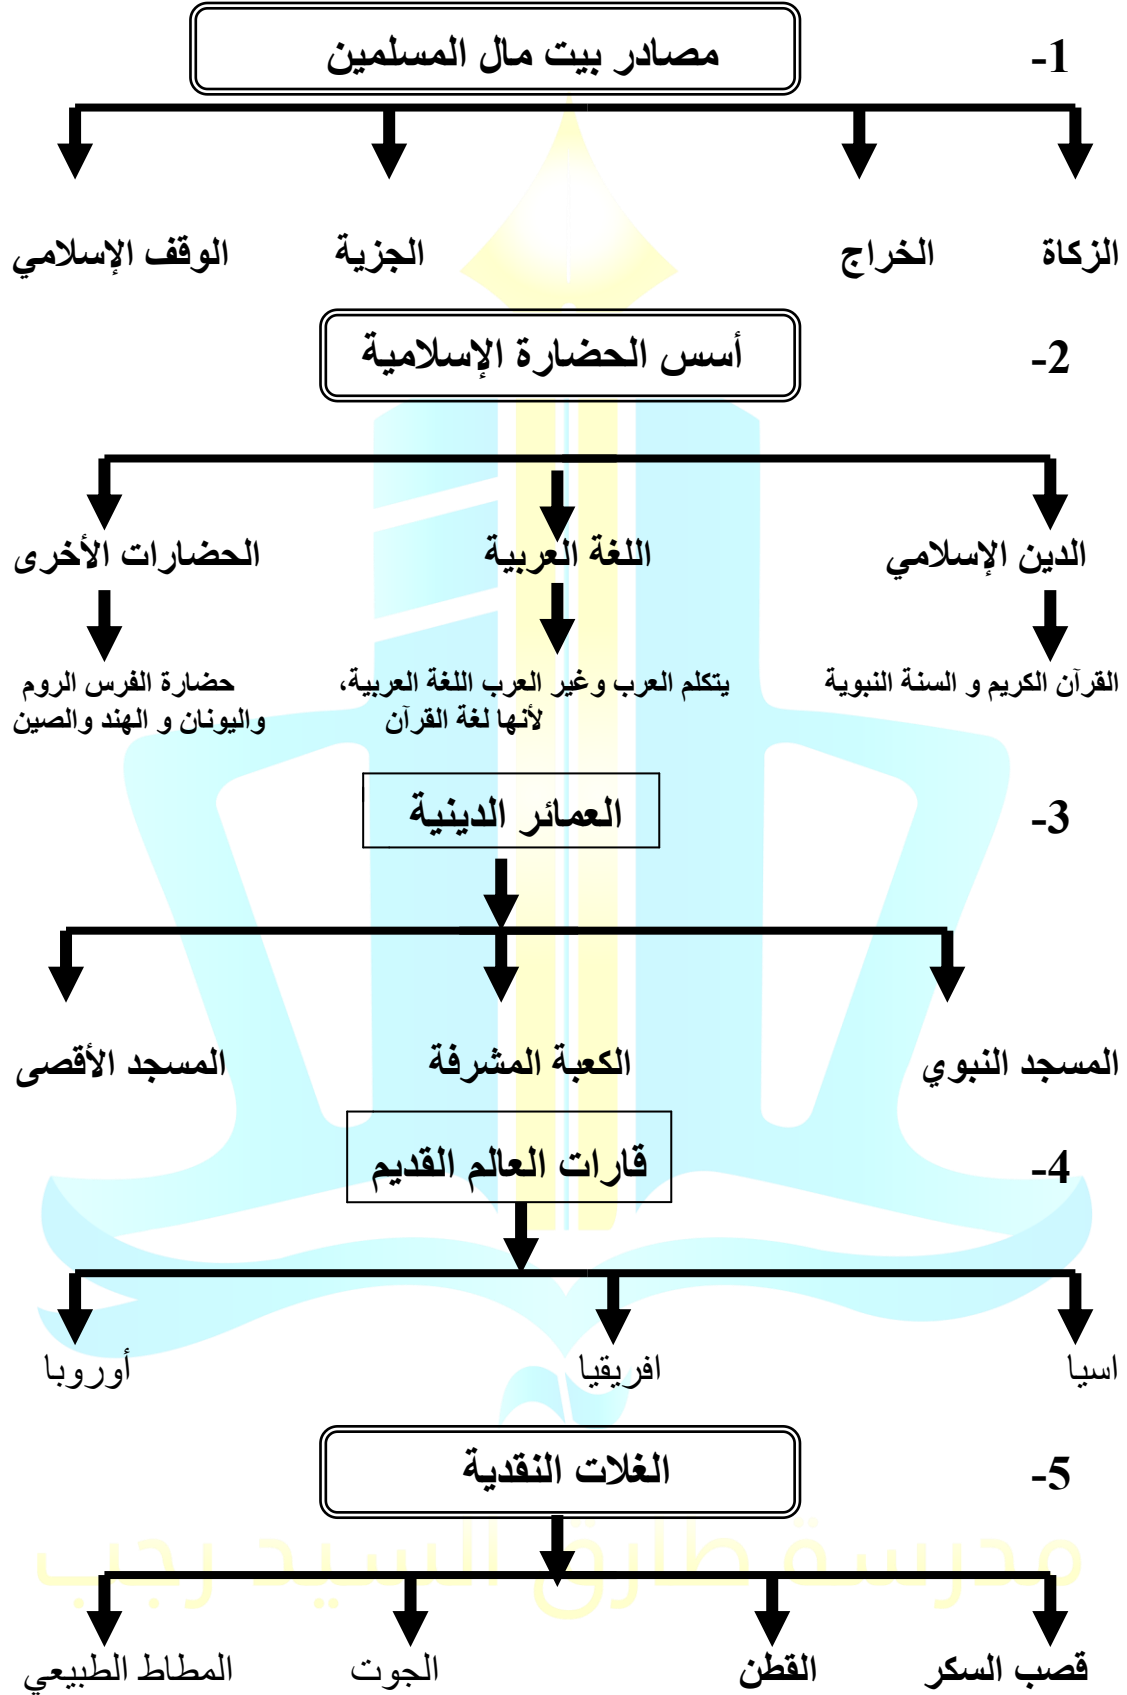 1- مصادر بيت مال المسلمين
الزكاة الخراج الجزية الوقف الإسلامي
2- أسس الحضارة الإسلامية
الدين الإسلامي اللغة العربية الحضارات الأخرى
القرآن الكريم و السنة النبوية
يتكلم العرب وغير العرب اللغة العربية،
لأنها لغة القرآن
حضارة الفرس الروم
واليونان و الهند والصين
3- العمائر الدينية
المسجد النبوي الكعبة المشرفة المسجد الأقصى
4- قارات العالم القديم
اسيا افريقيا أوروبا
5- الغلات النقدية
مدرسة طارق السيد رجب
قصب السكر القطن الجوت المطاط الطبيعي